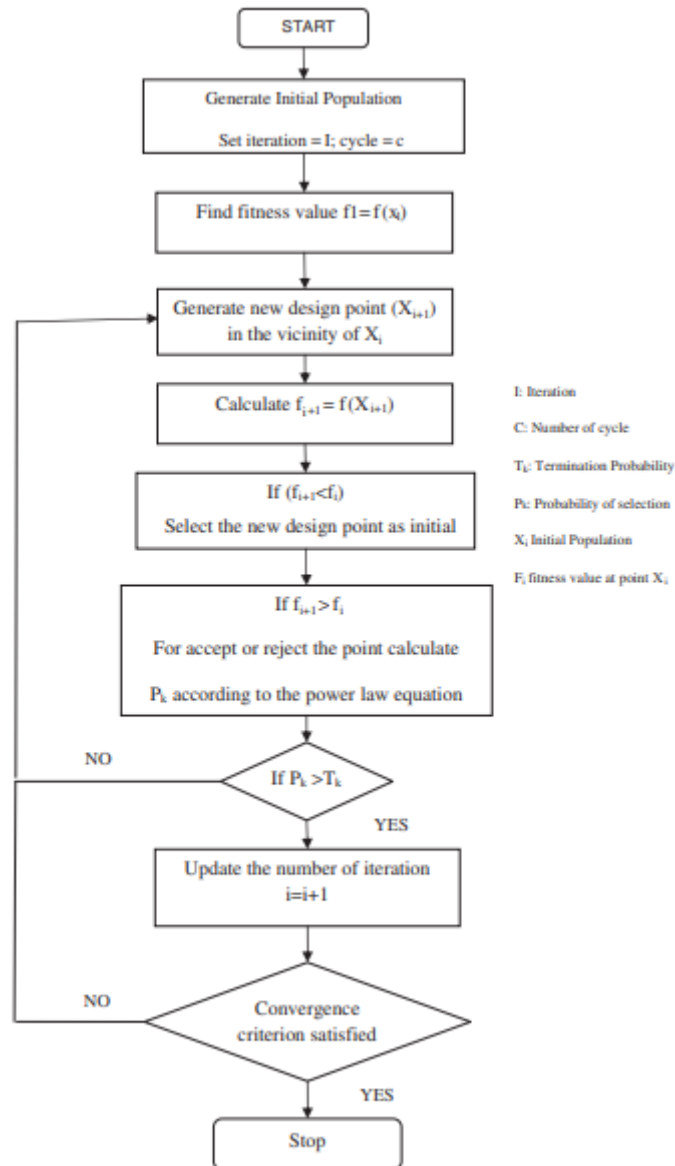 START
Generate Initial Population
Set iteration = I; cycle = c
Find fitness value f1= f(xᵢ)
Generate new design point (Xᵢ₊₁)
in the vicinity of Xᵢ
Calculate fᵢ₊₁= f(Xᵢ₊₁)
If (fᵢ₊₁<fᵢ)
Select the new design point as initial
If fᵢ₊₁>fᵢ
For accept or reject the point calculate
Pₖ according to the power law equation
NO
If Pₖ >Tₖ
YES
Update the number of iteration
i=i+1
NO
Convergence
criterion satisfied
YES
Stop
I: Iteration
C: Number of cycle
Tₖ: Termination Probability
Pₖ: Probability of selection
Xᵢ Initial Population
Fᵢ fitness value at point Xᵢ